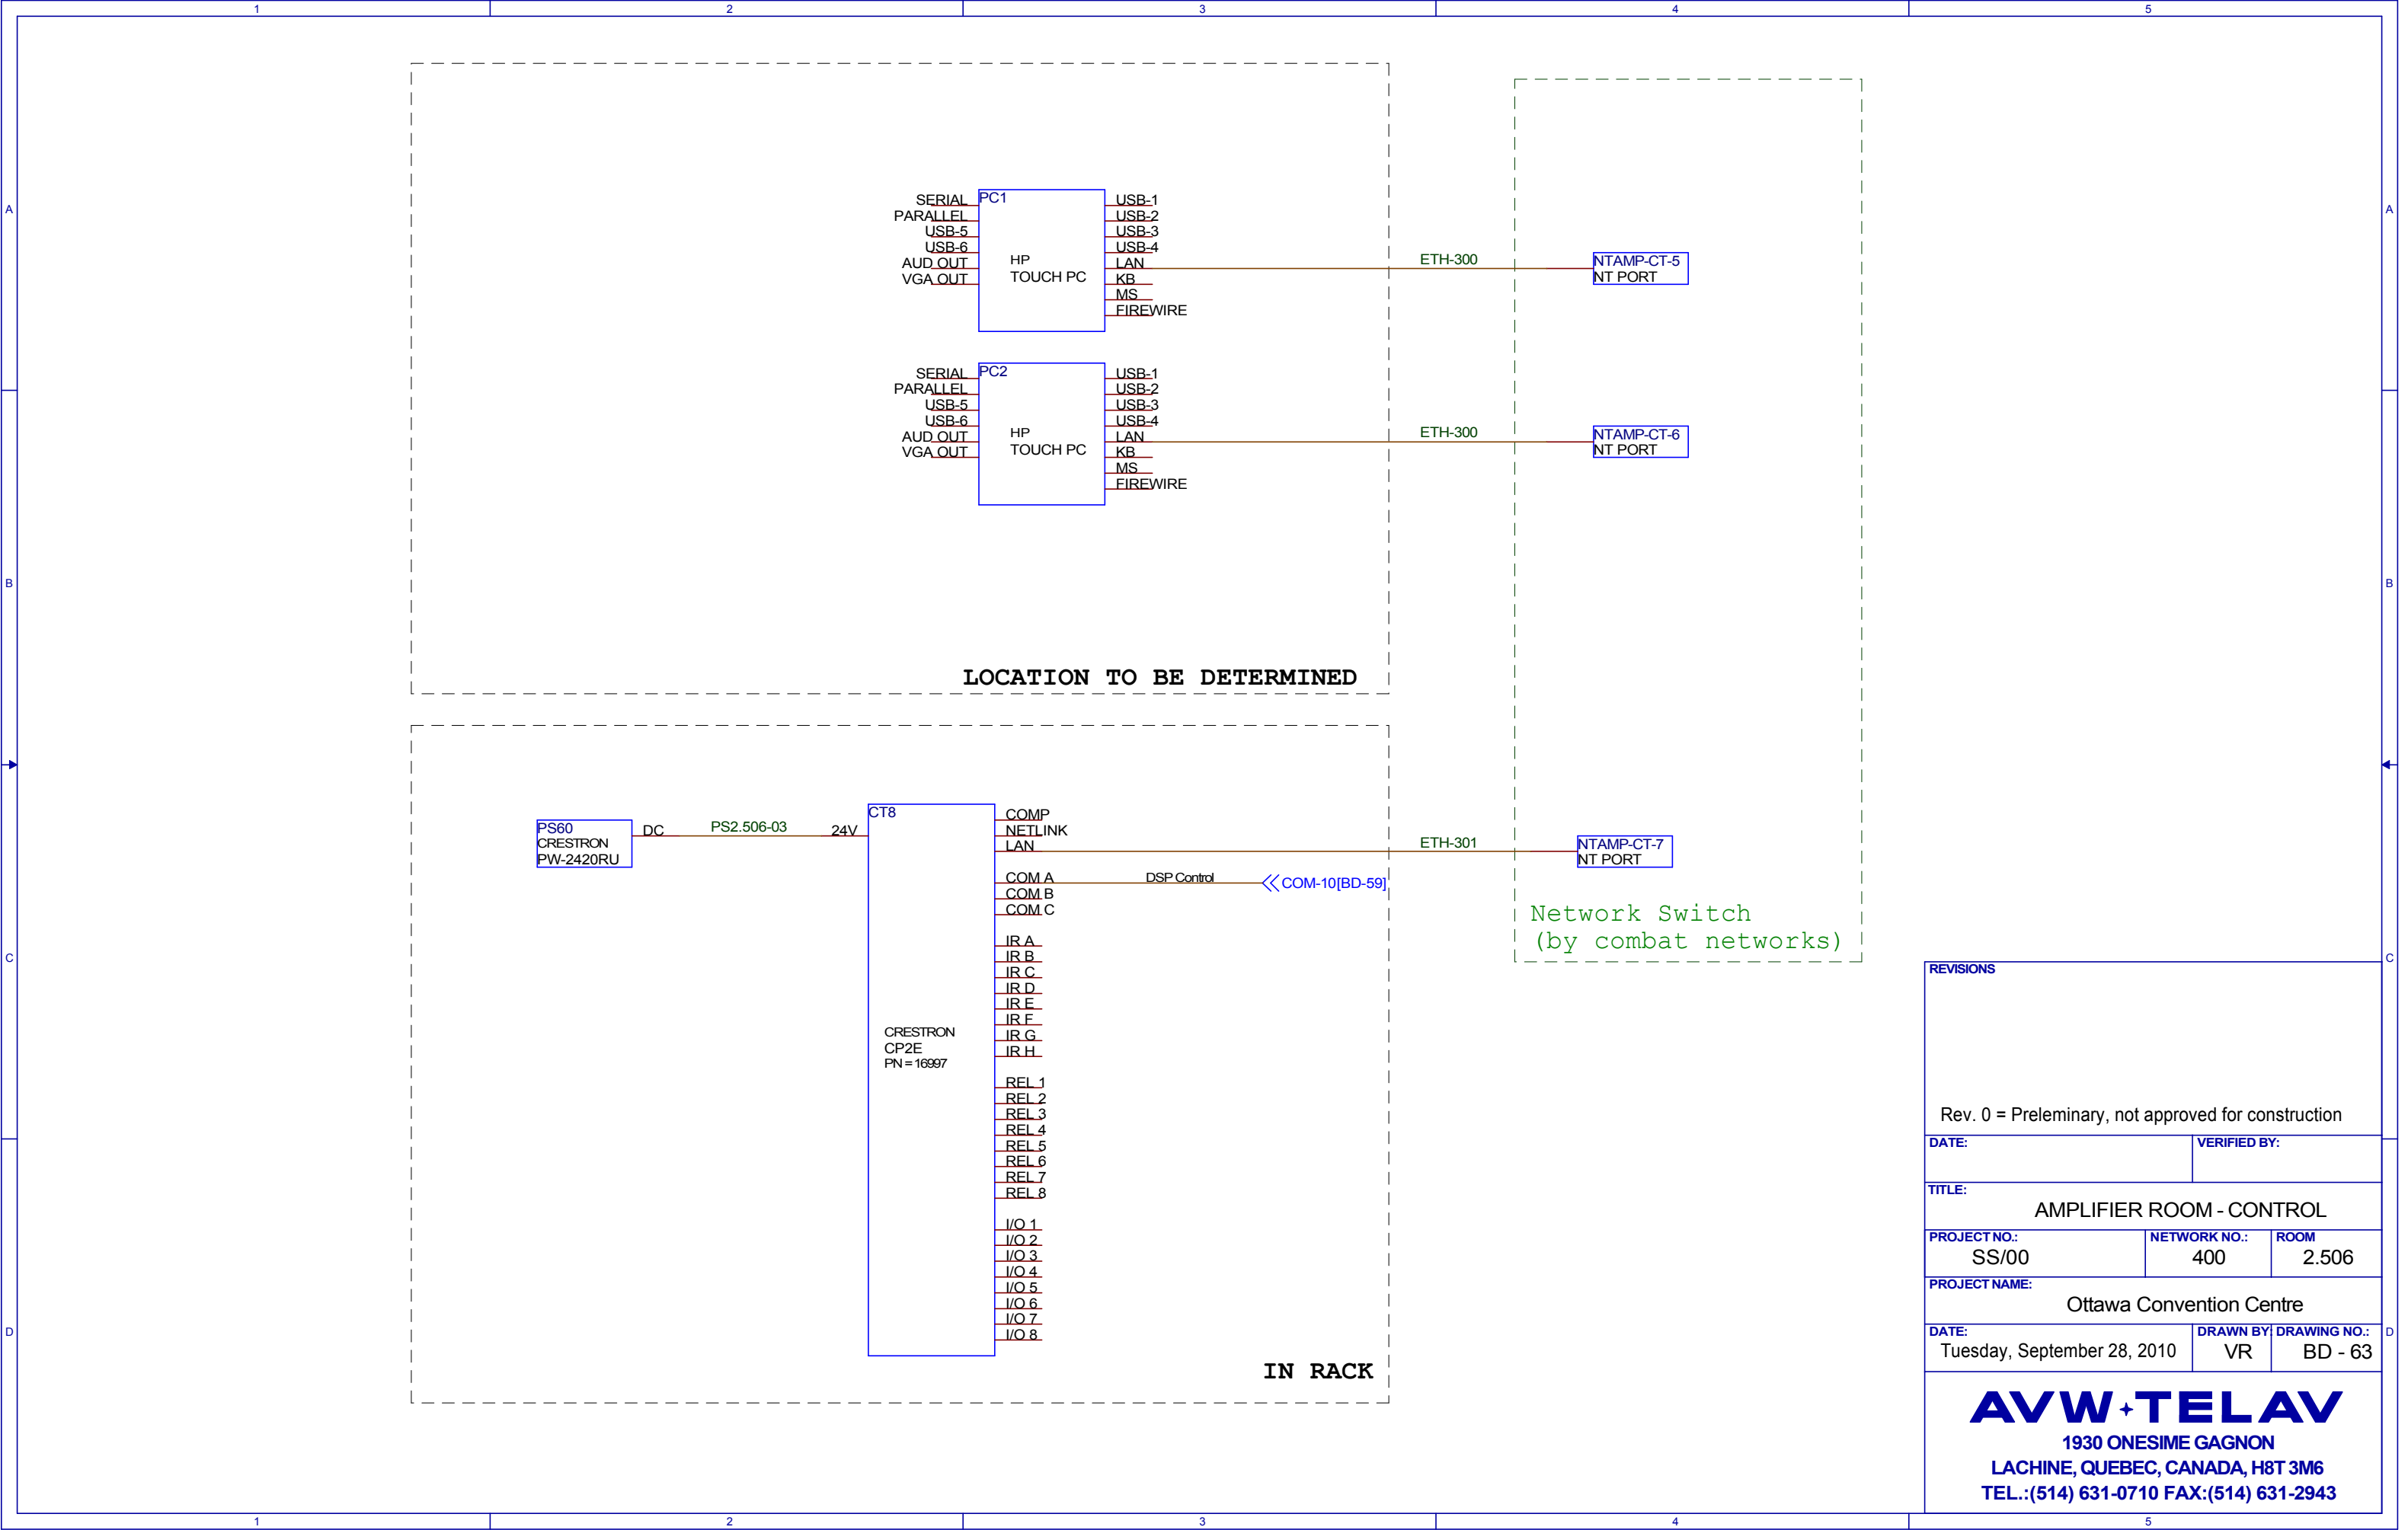 1 2 3 4 5
A A
B B
C C
D D
SERIAL
PARALLEL
USB-5
USB-6
AUD OUT
VGA OUT
PC1
HP
TOUCH PC
USB-1
USB-2
USB-3
USB-4
LAN
KB
MS
FIREWIRE
ETH-300
NTAMP-CT-5
NT PORT
SERIAL
PARALLEL
USB-5
USB-6
AUD OUT
VGA OUT
PC2
HP
TOUCH PC
USB-1
USB-2
USB-3
USB-4
LAN
KB
MS
FIREWIRE
ETH-300
NTAMP-CT-6
NT PORT
LOCATION TO BE DETERMINED
PS60
CRESTRON
PW-2420RU
DC
PS2.506-03
24V
CT8
CRESTRON
CP2E
PN = 16997
COMP
NETLINK
LAN
COM A
COM B
COM C
IR A
IR B
IR C
IR D
IR E
IR F
IR G
IR H
REL 1
REL 2
REL 3
REL 4
REL 5
REL 6
REL 7
REL 8
I/O 1
I/O 2
I/O 3
I/O 4
I/O 5
I/O 6
I/O 7
I/O 8
ETH-301
DSP Control
COM-10[BD-59]
NTAMP-CT-7
NT PORT
Network Switch
(by combat networks)
IN RACK
REVISIONS
Rev. 0 = Preleminary, not approved for construction
DATE: VERIFIED BY:
TITLE:
AMPLIFIER ROOM - CONTROL
PROJECT NO.: NETWORK NO.: ROOM
SS/00 400 2.506
PROJECT NAME:
Ottawa Convention Centre
DATE: DRAWN BY: DRAWING NO.:
Tuesday, September 28, 2010 VR BD - 63
AVW+TELAV
1930 ONESIME GAGNON
LACHINE, QUEBEC, CANADA, H8T 3M6
TEL.:(514) 631-0710 FAX:(514) 631-2943
1 2 3 4 5